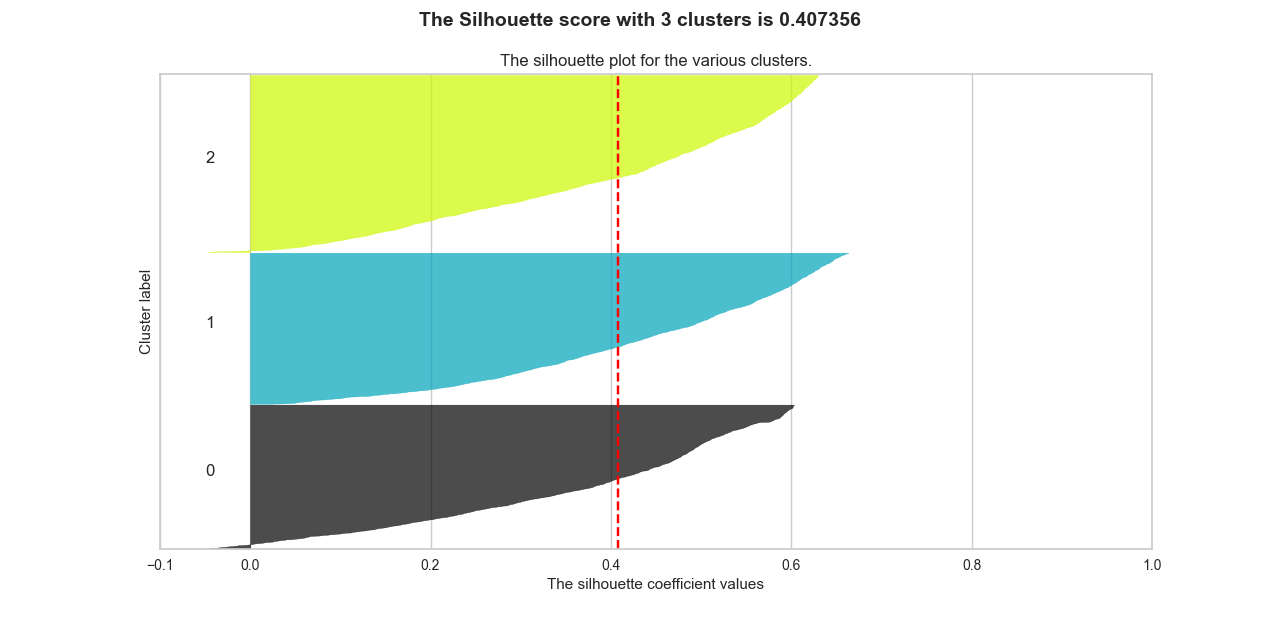 The Silhouette score with 3 clusters is 0.407356
The silhouette plot for the various clusters.
Cluster label
2
1
0
−0.1 0.0 0.2 0.4 0.6 0.8 1.0
The silhouette coefficient values